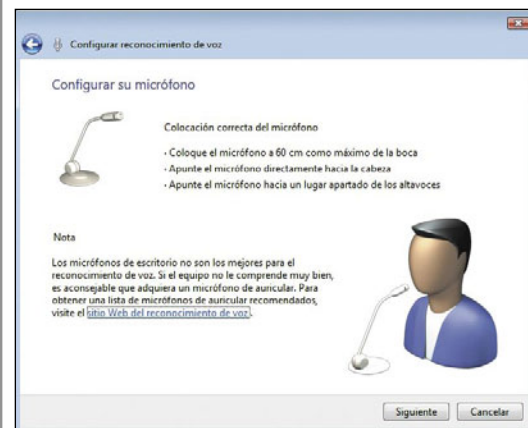 Configurar reconocimiento de voz
Configurar su micrófono
Colocación correcta del micrófono
· Coloque el micrófono a 60 cm como máximo de la boca
· Apunte el micrófono directamente hacia la cabeza
· Apunte el micrófono hacia un lugar apartado de los altavoces
Nota
Los micrófonos de escritorio no son los mejores para el
reconocimiento de voz. Si el equipo no le comprende muy bien,
es aconsejable que adquiera un micrófono de auricular. Para
obtener una lista de micrófonos de auricular recomendados,
visite el sitio Web del reconocimiento de voz.
Siguiente
Cancelar